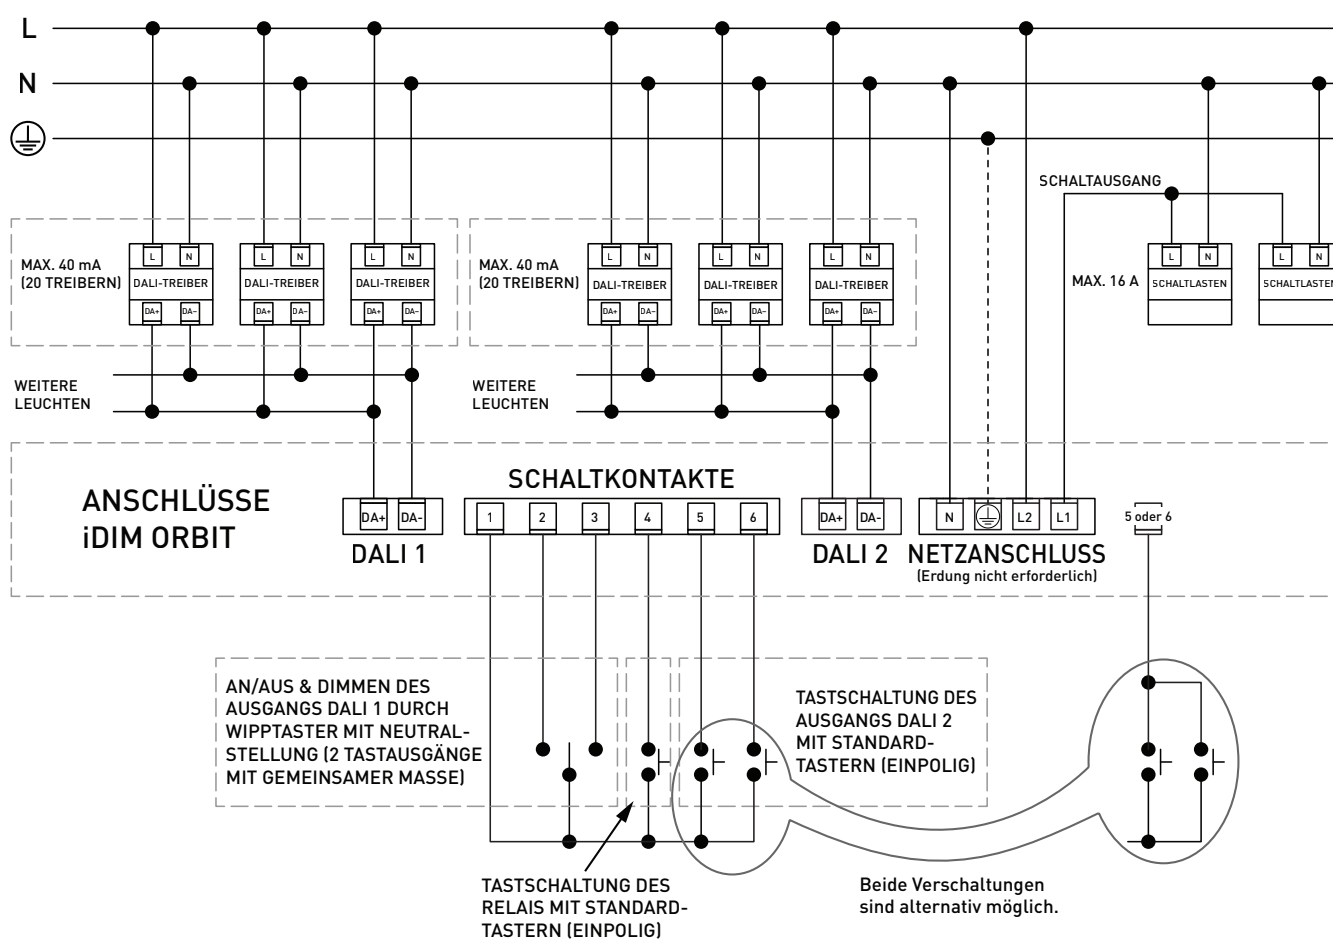 L
N
SCHALTAUSGANG
MAX. 40 mA
(20 TREIBERN)
L N
DALI-TREIBER
DA+ DA-
L N
DALI-TREIBER
DA+ DA-
L N
DALI-TREIBER
DA+ DA-
MAX. 40 mA
(20 TREIBERN)
L N
DALI-TREIBER
DA+ DA-
L N
DALI-TREIBER
DA+ DA-
L N
DALI-TREIBER
DA+ DA-
MAX. 16 A
L N
SCHALTLASTEN
L N
SCHALTLASTEN
WEITERE
LEUCHTEN
WEITERE
LEUCHTEN
ANSCHLÜSSE
iDIM ORBIT
DA+ DA-
DALI 1
SCHALTKONTAKTE
1 2 3 4 5 6
DA+ DA-
DALI 2
N L2 L1
NETZANSCHLUSS
(Erdung nicht erforderlich)
5 oder 6
AN/AUS & DIMMEN DES
AUSGANGS DALI 1 DURCH
WIPPTASTER MIT NEUTRAL-
STELLUNG (2 TASTAUSGÄNGE
MIT GEMEINSAMER MASSE)
TASTSCHALTUNG DES
AUSGANGS DALI 2
MIT STANDARD-
TASTERN (EINPOLIG)
TASTSCHALTUNG DES
RELAIS MIT STANDARD-
TASTERN (EINPOLIG)
Beide Verschaltungen
sind alternativ möglich.